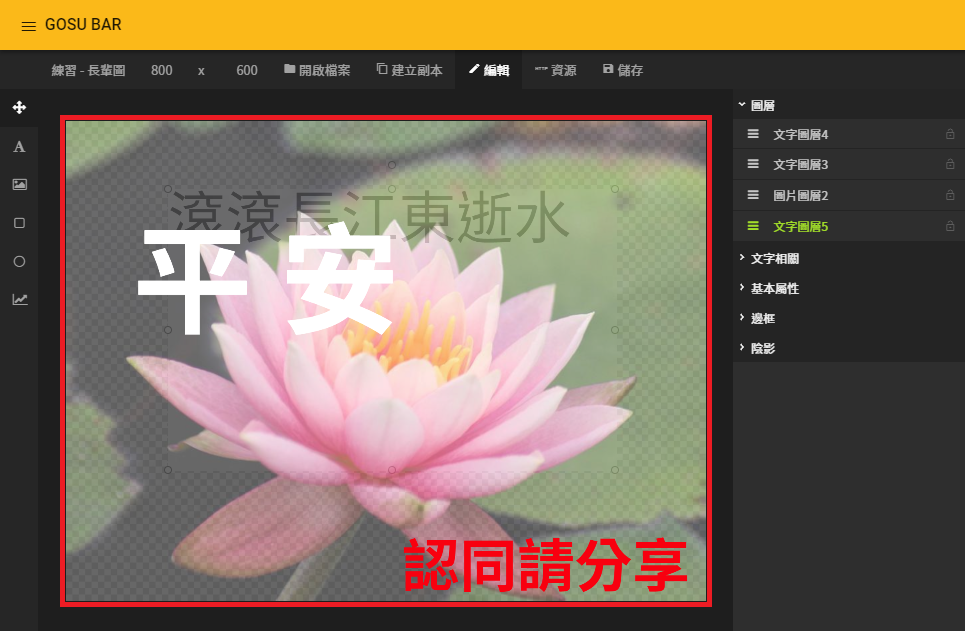 GOSU BAR
練習 - 長輩圖 800 x 600 開啟檔案 建立副本 編輯 HTTP 資源 儲存
A
圖層
文字圖層4
文字圖層3
圖片圖層2
文字圖層5
文字相關
基本属性
邊框
陰影
滾滾長江東逝水
平安
認同請分享